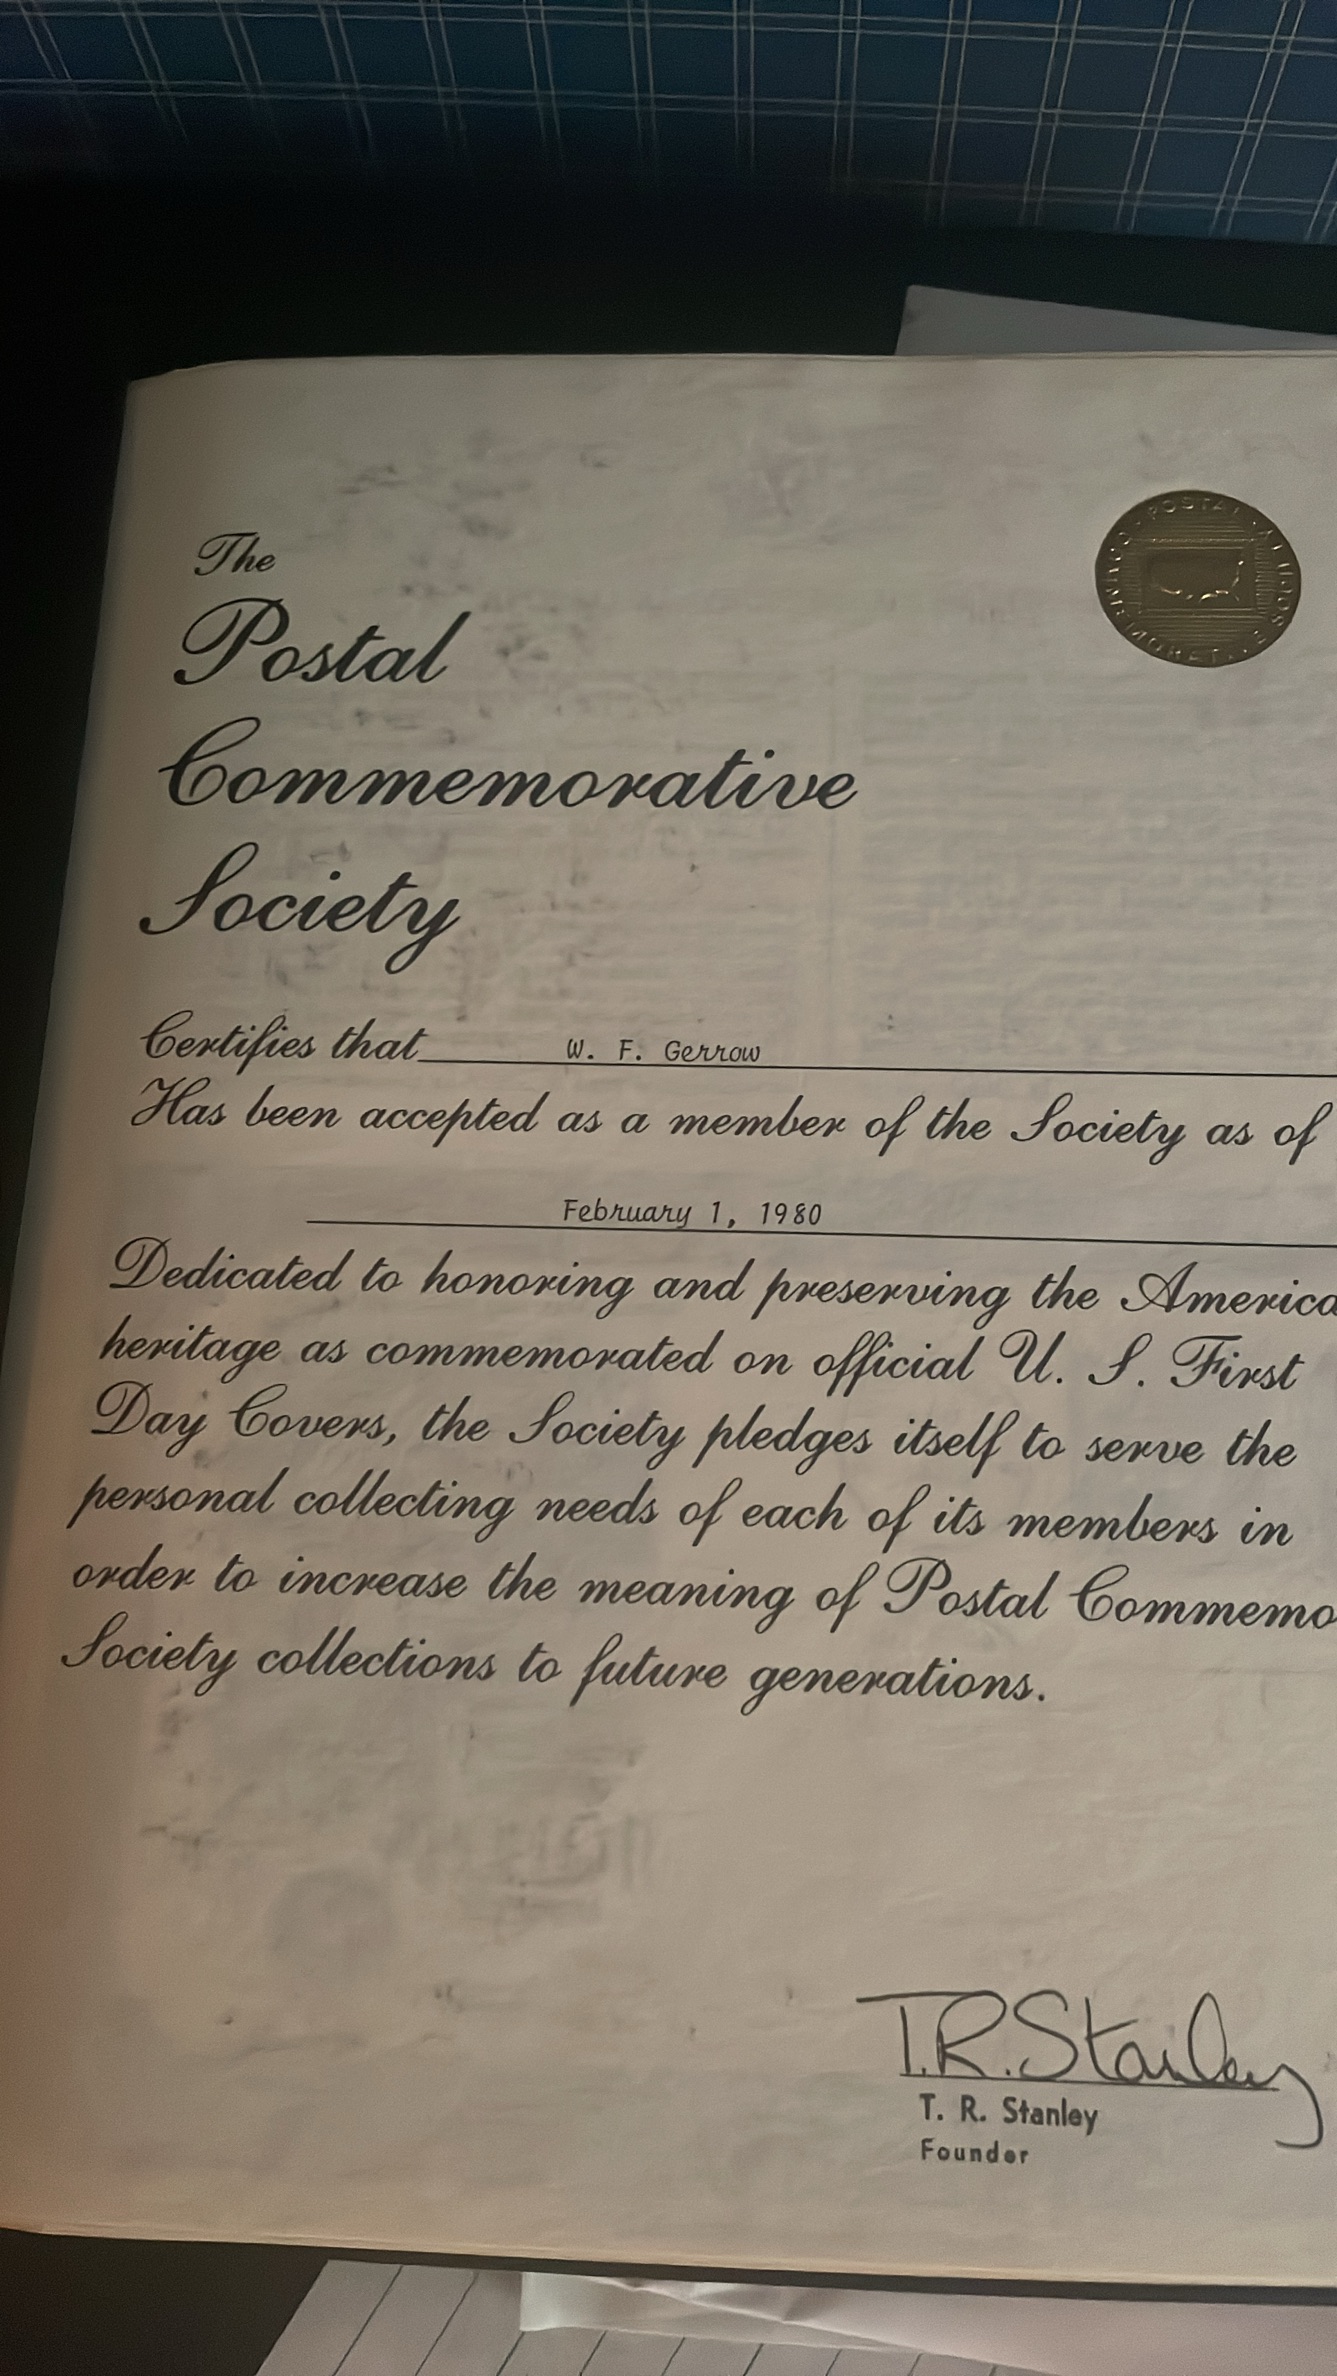 The
Postal
Commemorative
Society
Certifies that W. F. Gerrow
Has been accepted as a member of the Society as of
February 1, 1980
Dedicated to honoring and preserving the America
heritage as commemorated on official U. S. First
Day Covers, the Society pledges itself to serve the
personal collecting needs of each of its members in
order to increase the meaning of Postal Commemo
Society collections to future generations.
T.R.Stanley
T. R. Stanley
Founder